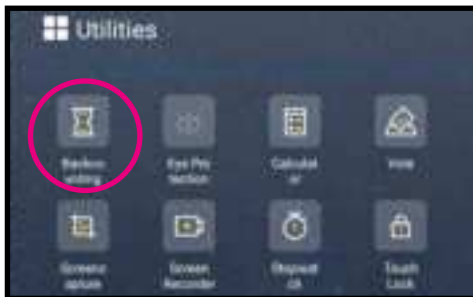 Utilities
Eye Pro
tection
Calculat
or
Vote
Screenc
apture
Screen
Recorder
Stopwat
ch
Touch
Lock